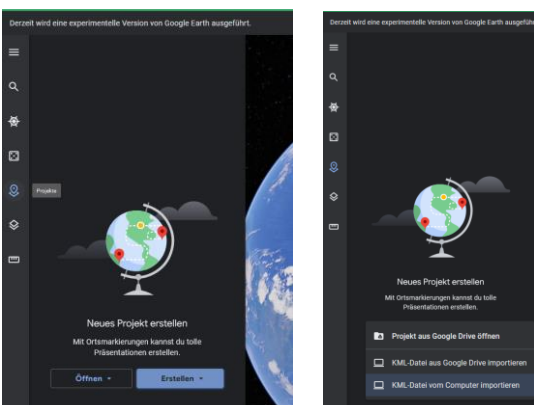 Derzeit wird eine experimentelle Version von Google Earth ausgeführt.
Projekte
Neues Projekt erstellen
Mit Ortsmarkierungen kannst du tolle
Präsentationen erstellen.
Öffnen
Erstellen
Derzeit wird eine experimentelle Version von Google Earth
Neues Projekt erstellen
Mit Ortsmarkierungen kannst du tolle
Präsentationen erstellen.
Projekt aus Google Drive öffnen
KML-Datei aus Google Drive importieren
KML-Datei vom Computer importieren